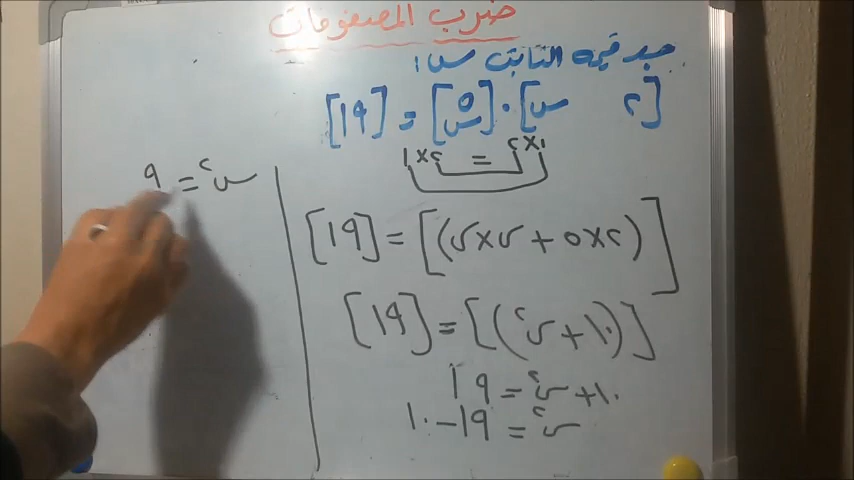 ضرب المصفوفات
جد قيمة الثابت س :
[٢ س] . [٥ س] = [١٩]
١×٢ = ٢×١
[(٢×٥ + س×س)] = [١٩]
[(١٠ + س٢)] = [١٩]
١٠ + س٢ = ١٩
س٢ = ١٩ - ١٠
س٢ = ٩